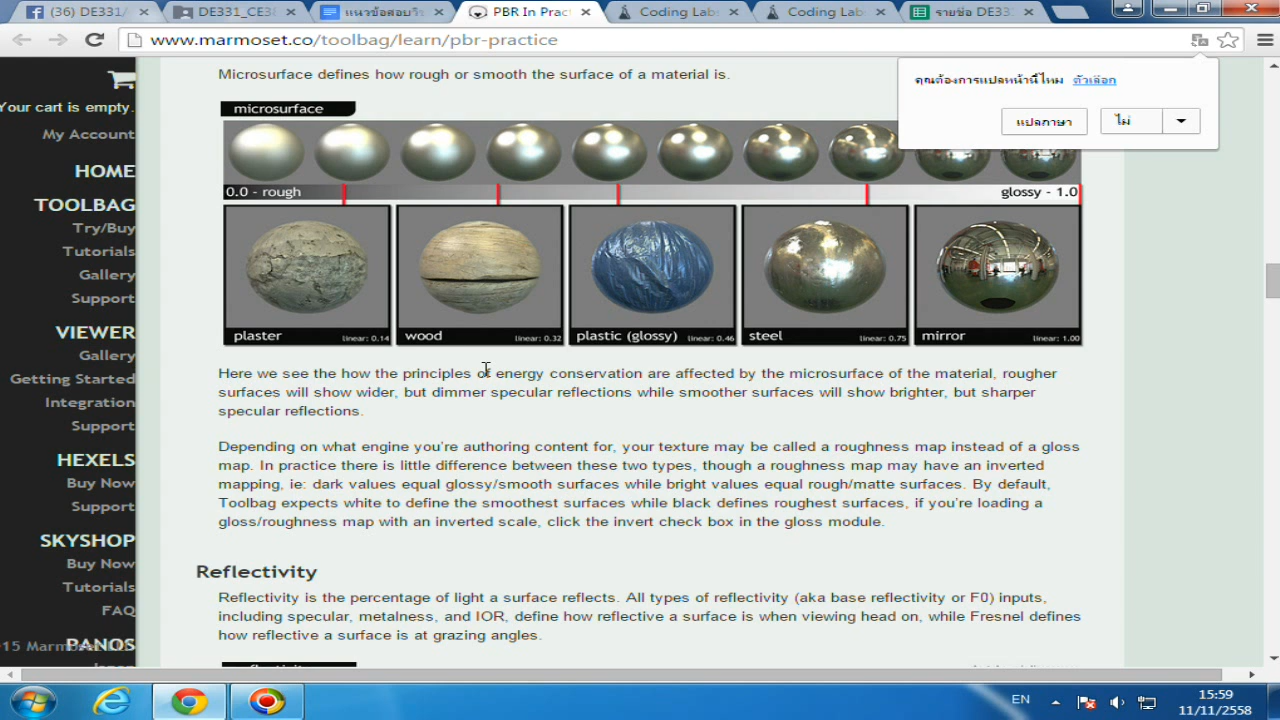 (36) DE331/
DE331_CE38
แนวข้อสอบวิ
PBR In Prac
Coding Lab
Coding Lab
รายชื่อ DE33
www.marmoset.co/toolbag/learn/pbr-practice
คุณต้องการแปลหน้านี้ไหม ตัวเลือก
แปลภาษา
ไม่
Your cart is empty.
My Account
HOME
TOOLBAG
Try/Buy
Tutorials
Gallery
Support
VIEWER
Gallery
Getting Started
Integration
Support
HEXELS
Buy Now
Support
SKYSHOP
Buy Now
Tutorials
FAQ
PANOS
Microsurface defines how rough or smooth the surface of a material is.
microsurface
0.0 - rough
glossy - 1.0
plaster linear: 0.14
wood linear: 0.32
plastic (glossy) linear: 0.46
steel linear: 0.75
mirror linear: 1.00
Here we see the how the principles of energy conservation are affected by the microsurface of the material, rougher
surfaces will show wider, but dimmer specular reflections while smoother surfaces will show brighter, but sharper
specular reflections.
Depending on what engine you're authoring content for, your texture may be called a roughness map instead of a gloss
map. In practice there is little difference between these two types, though a roughness map may have an inverted
mapping, ie: dark values equal glossy/smooth surfaces while bright values equal rough/matte surfaces. By default,
Toolbag expects white to define the smoothest surfaces while black defines roughest surfaces, if you're loading a
gloss/roughness map with an inverted scale, click the invert check box in the gloss module.
Reflectivity
Reflectivity is the percentage of light a surface reflects. All types of reflectivity (aka base reflectivity or F0) inputs,
including specular, metalness, and IOR, define how reflective a surface is when viewing head on, while Fresnel defines
how reflective a surface is at grazing angles.
EN
15:59
11/11/2558